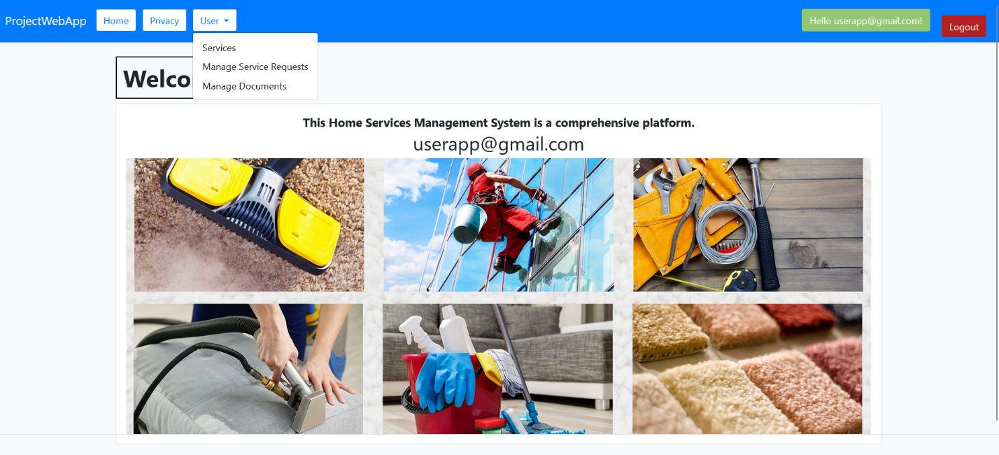 ProjectWebApp Home Privacy User Hello userapp@gmail.com! Logout
Services
Manage Service Requests
Manage Documents
This Home Services Management System is a comprehensive platform.
userapp@gmail.com